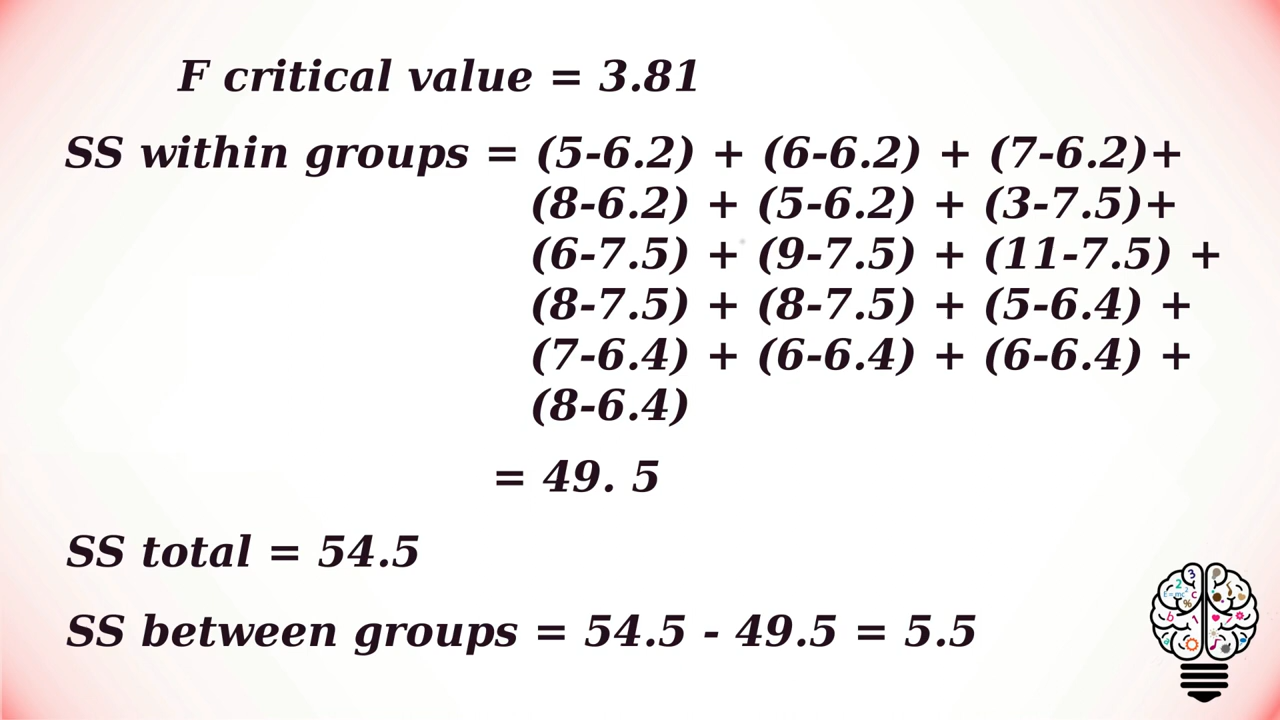 F critical value = 3.81
SS within groups = (5-6.2) + (6-6.2) + (7-6.2)+
(8-6.2) + (5-6.2) + (3-7.5)+
(6-7.5) + (9-7.5) + (11-7.5) +
(8-7.5) + (8-7.5) + (5-6.4) +
(7-6.4) + (6-6.4) + (6-6.4) +
(8-6.4)
= 49. 5
SS total = 54.5
SS between groups = 54.5 - 49.5 = 5.5